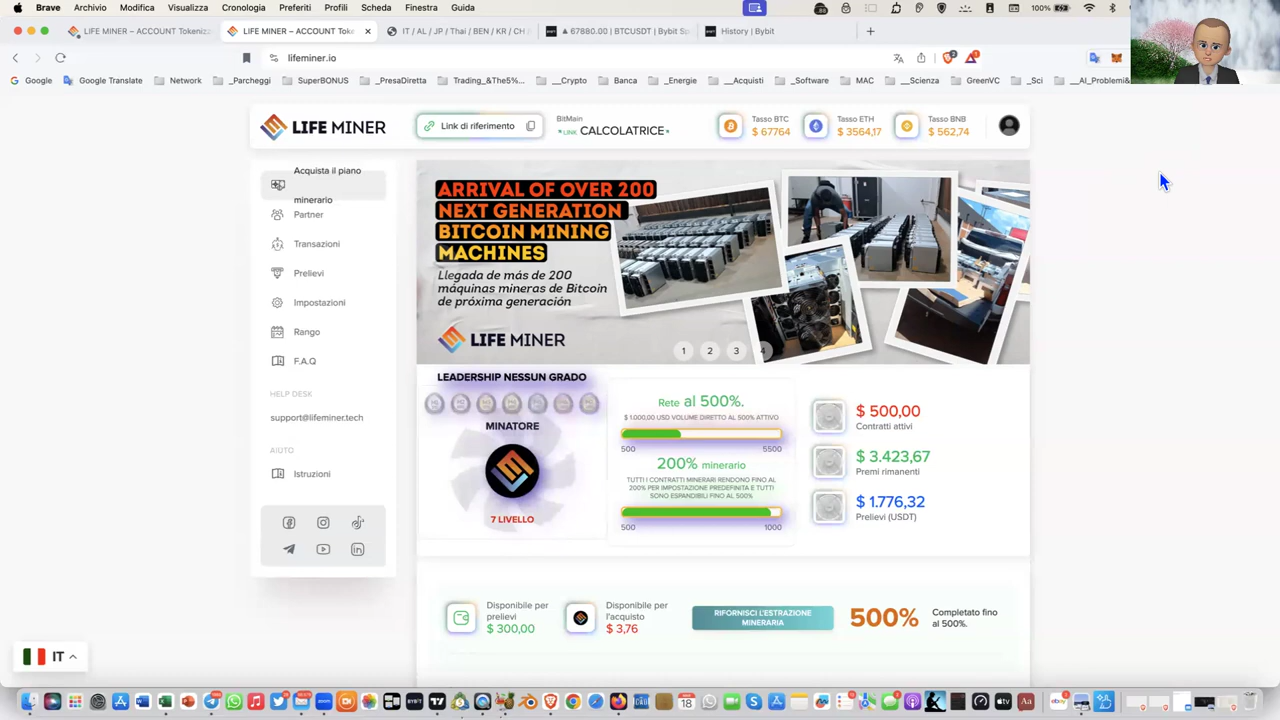 Brave Archivio Modifica Visualizza Cronologia Preferiti Profili Scheda Finestra Guida 100%
LIFE MINER – ACCOUNT Tokeniz
LIFE MINER – ACCOUNT Toke
IT / AL / JP / Thai / BEN / KR / CH
▲ 67880.00 | BTCUSDT | Bybit Sp
History | Bybit
lifeminer.io
Google
Google Translate
Network
_Parcheggi
SuperBONUS
_PresaDiretta
Trading_&The5%...
__Crypto
Banca
_Energie
__Acquisti
_Software
MAC
__Scienza
GreenVC
_Sci
__AI_Problemi&
LIFE MINER
Link di riferimento
BitMain
*LINK CALCOLATRICE*
Tasso BTC
$ 67764
Tasso ETH
$ 3564,17
Tasso BNB
$ 562,74
Acquista il piano
minerario
Partner
Transazioni
Prelievi
Impostazioni
Rango
F.A.Q
HELP DESK
support@lifeminer.tech
AIUTO
Istruzioni
ARRIVAL OF OVER 200
NEXT GENERATION
BITCOIN MINING
MACHINES
Llegada de más de 200
máquinas mineras de Bitcoin
de próxima generación
LIFE MINER
1 2 3 4
LEADERSHIP NESSUN GRADO
MINATORE
7 LIVELLO
Rete al 500%.
$ 1.000,00 USD VOLUME DIRETTO AL 500% ATTIVO
500 5500
200% minerario
TUTTI I CONTRATTI MINERARI RENDONO FINO AL
200% PER IMPOSTAZIONE PREDEFINITA E TUTTI
SONO ESPANDIBILI FINO AL 500%
500 1000
$ 500,00
Contratti attivi
$ 3.423,67
Premi rimanenti
$ 1.776,32
Prelievi (USDT)
Disponibile per
prelievi
$ 300,00
Disponibile per
l'acquisto
$ 3,76
RIFORNISCI L'ESTRAZIONE
MINERARIA
500%
Completato fino
al 500%.
IT